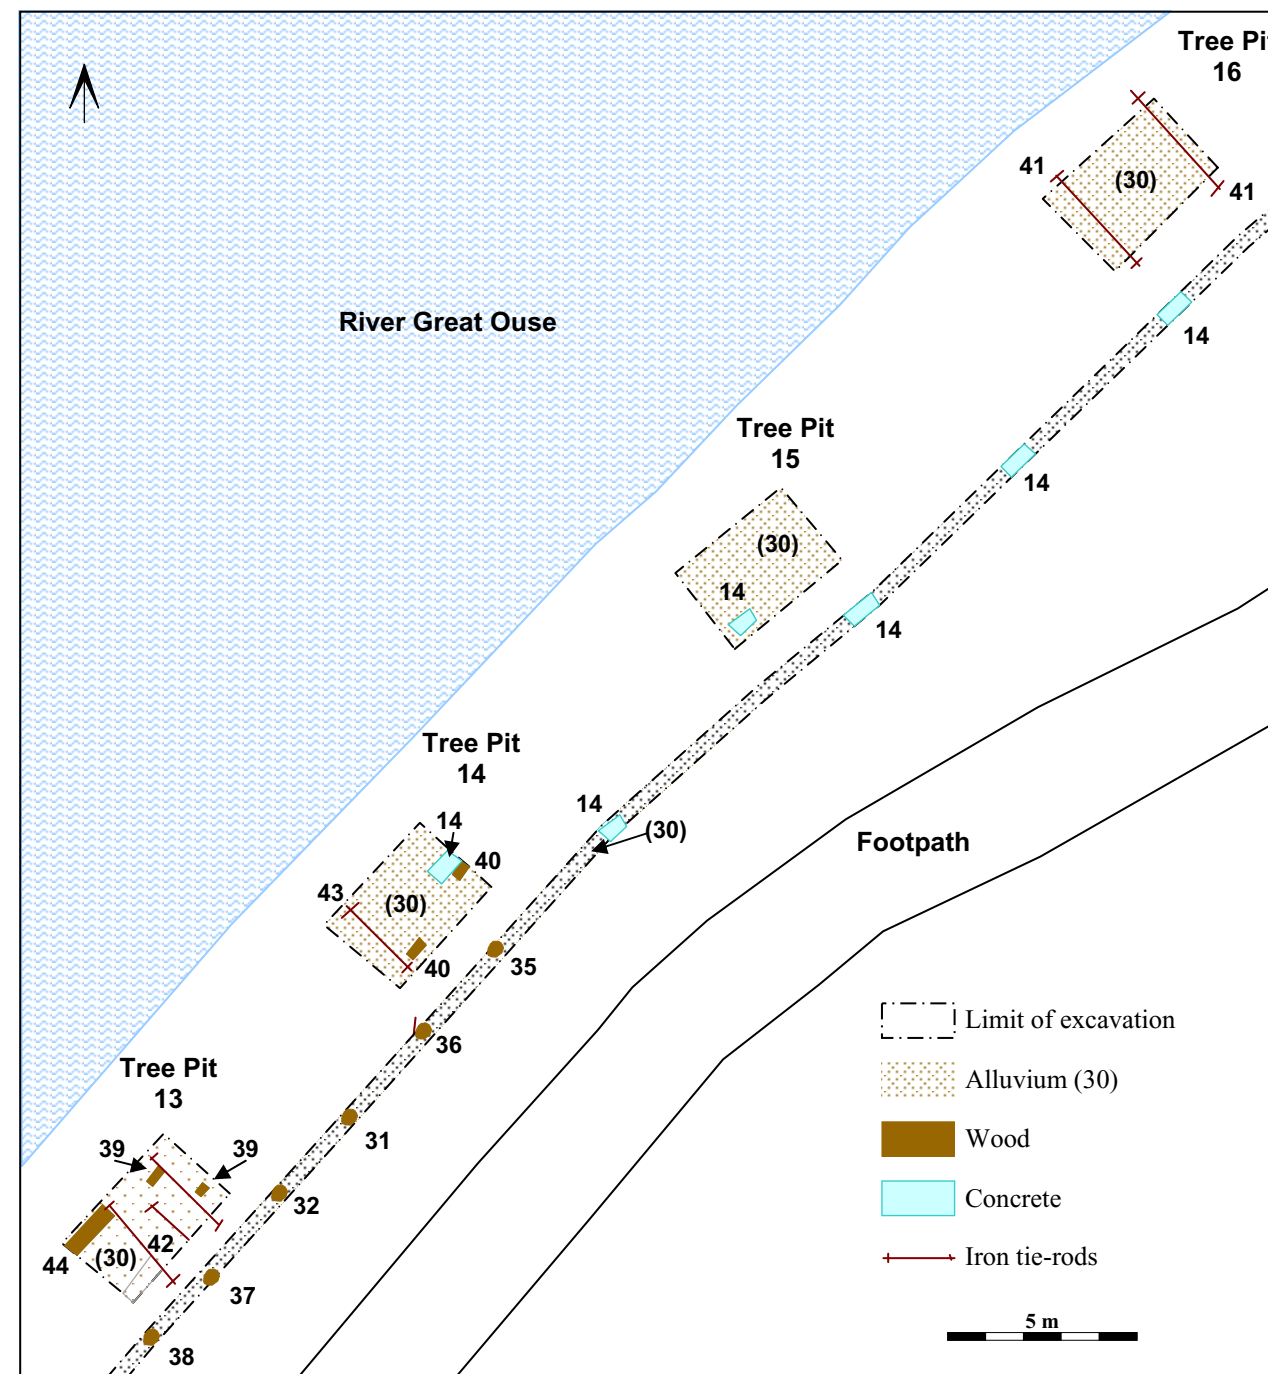 Tree Pit
16
41
(30)
41
River Great Ouse
14
Tree Pit
15
14
(30)
14
14
Tree Pit
14
14
14
(30)
Footpath
40
43
(30)
40
35
Limit of excavation
36
Tree Pit
13
Alluvium (30)
39
39
31
Wood
32
Concrete
42
44
(30)
Iron tie-rods
37
5 m
38